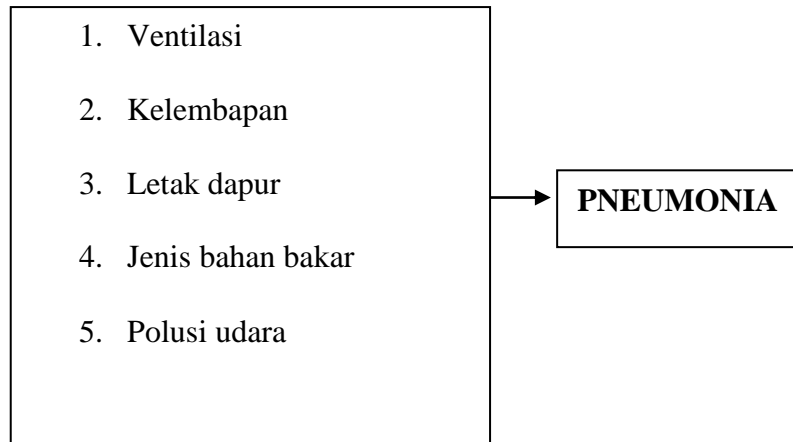 1. Ventilasi
2. Kelembapan
3. Letak dapur
4. Jenis bahan bakar
5. Polusi udara
PNEUMONIA